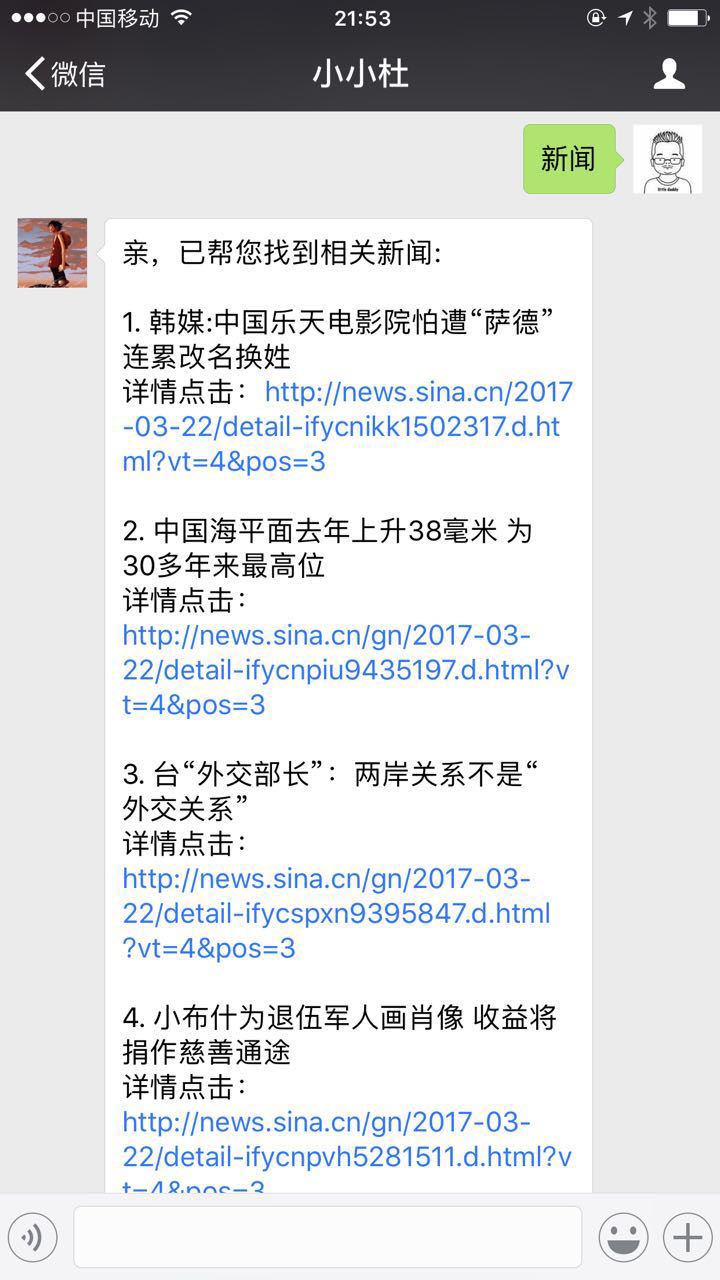 中国移动
21:53
微信
小小杜
新闻
little daddy
亲，已帮您找到相关新闻:
1. 韩媒:中国乐天电影院怕遭“萨德”
连累改名换姓
详情点击： http://news.sina.cn/2017
-03-22/detail-ifycnikk1502317.d.ht
ml?vt=4&pos=3
2. 中国海平面去年上升38毫米 为
30多年来最高位
详情点击：
http://news.sina.cn/gn/2017-03-
22/detail-ifycnpiu9435197.d.html?v
t=4&pos=3
3. 台“外交部长”：两岸关系不是“
外交关系”
详情点击：
http://news.sina.cn/gn/2017-03-
22/detail-ifycspxn9395847.d.html
?vt=4&pos=3
4. 小布什为退伍军人画肖像 收益将
捐作慈善通途
详情点击：
http://news.sina.cn/gn/2017-03-
22/detail-ifycnpvh5281511.d.html?v
t=4&pos=3